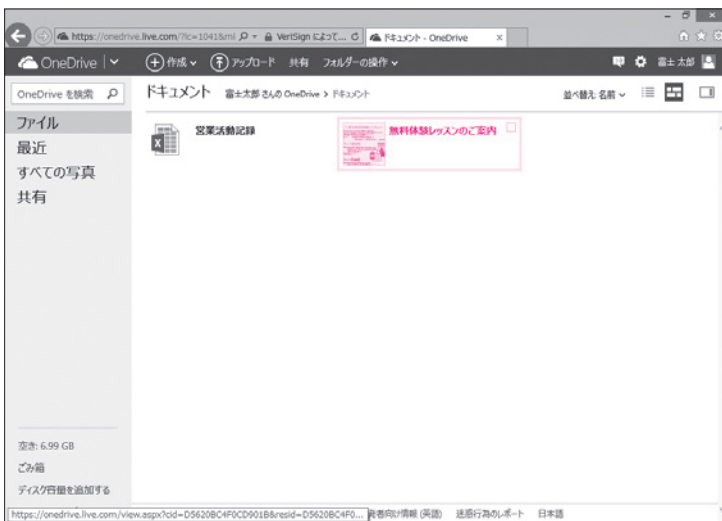 https://onedrive.live.com/?lc=1041&mi
VeriSign によって...
ドキュメント - OneDrive
OneDrive
作成
アップロード
共有
フォルダーの操作
富士 太郎
OneDrive を検索
ドキュメント
富士太郎 さんの OneDrive > ドキュメント
並べ替え: 名前
ファイル
最近
すべての写真
共有
営業活動記録
無料体験レッスンのご案内
空き: 6.99 GB
ごみ箱
ディスク容量を追加する
https://onedrive.live.com/view.aspx?cid=D5620BC4F0CD901B&resid=D5620BC4F0...
発者向け情報 (英語)
迷惑行為のレポート
日本語